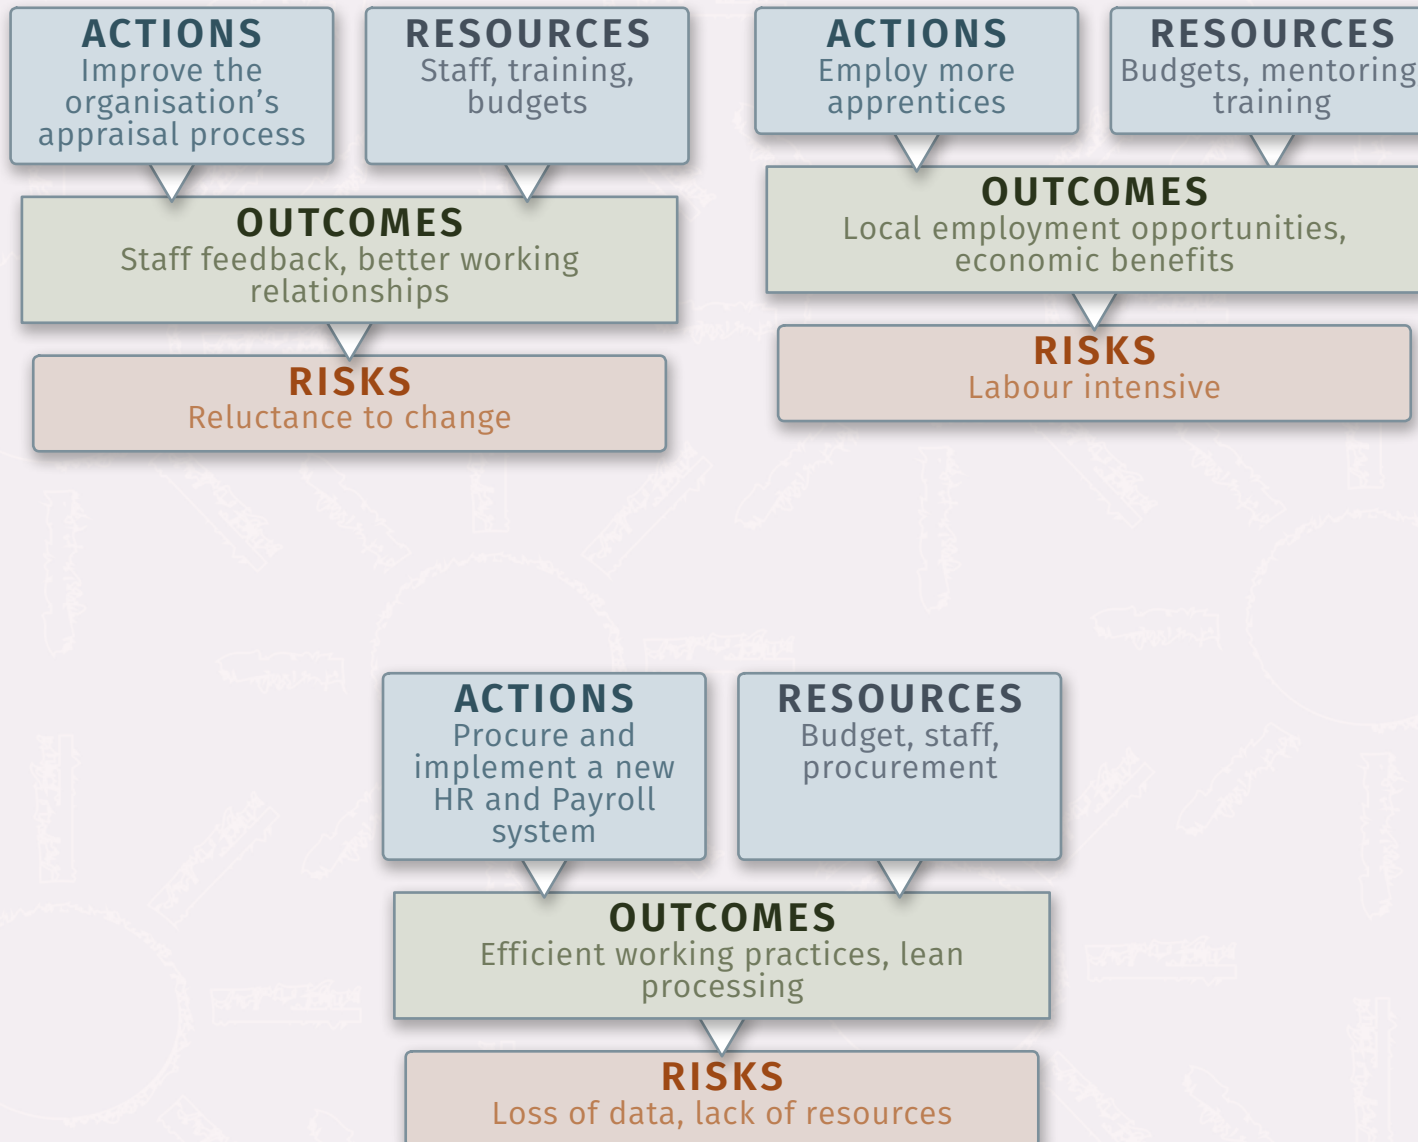 ACTIONS
Improve the
organisation’s
appraisal process
RESOURCES
Staff, training,
budgets
OUTCOMES
Staff feedback, better working
relationships
RISKS
Reluctance to change
ACTIONS
Employ more
apprentices
RESOURCES
Budgets, mentoring
training
OUTCOMES
Local employment opportunities,
economic benefits
RISKS
Labour intensive
ACTIONS
Procure and
implement a new
HR and Payroll
system
RESOURCES
Budget, staff,
procurement
OUTCOMES
Efficient working practices, lean
processing
RISKS
Loss of data, lack of resources